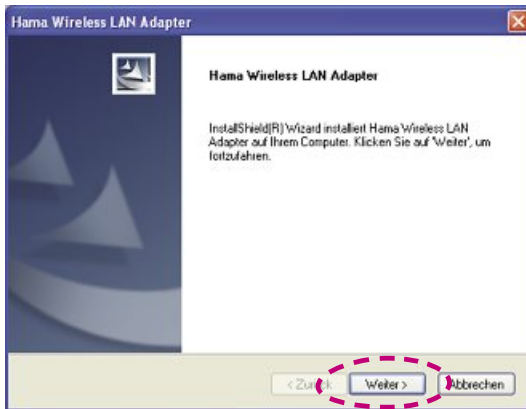 Hama Wireless LAN Adapter
Hama Wireless LAN Adapter
InstallShield(R) Wizard installiert Hama Wireless LAN
Adapter auf Ihrem Computer. Klicken Sie auf 'Weiter', um
fortzufahren.
< Zurück
Weiter >
Abbrechen